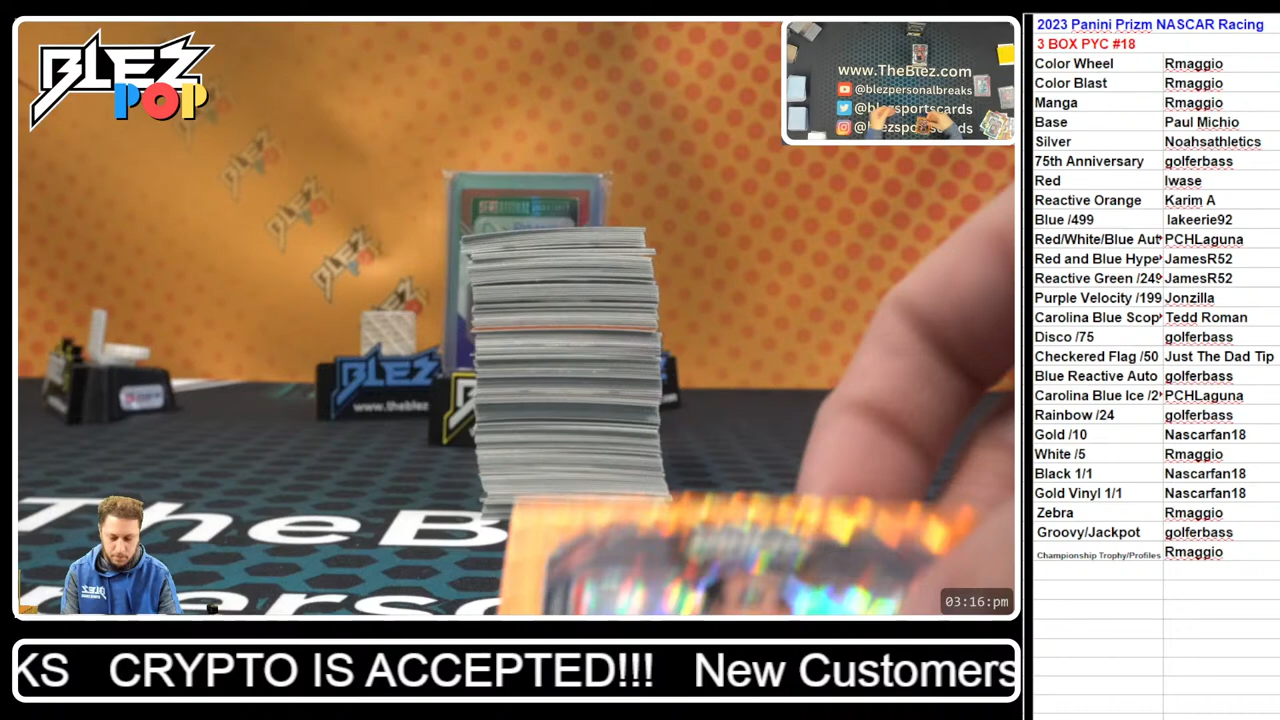 BLEZ
POP
www.TheBlez.com
@blezpersonalbreaks
@blezsportscards
@blezsportscards
BLEZ
www.theblez
TheB
perso
03:16:pm
KS CRYPTO IS ACCEPTED!!! New Customers
2023 Panini Prizm NASCAR Racing
3 BOX PYC #18
Color Wheel Rmaggio
Color Blast Rmaggio
Manga Rmaggio
Base Paul Michio
Silver Noahsathletics
75th Anniversary golferbass
Red Iwase
Reactive Orange Karim A
Blue /499 lakeerie92
Red/White/Blue Aut PCHLaguna
Red and Blue Hype JamesR52
Reactive Green /249 JamesR52
Purple Velocity /199 Jonzilla
Carolina Blue Scop Tedd Roman
Disco /75 golferbass
Checkered Flag /50 Just The Dad Tip
Blue Reactive Auto golferbass
Carolina Blue Ice /2 PCHLaguna
Rainbow /24 golferbass
Gold /10 Nascarfan18
White /5 Rmaggio
Black 1/1 Nascarfan18
Gold Vinyl 1/1 Nascarfan18
Zebra Rmaggio
Groovy/Jackpot golferbass
Championship Trophy/Profiles Rmaggio